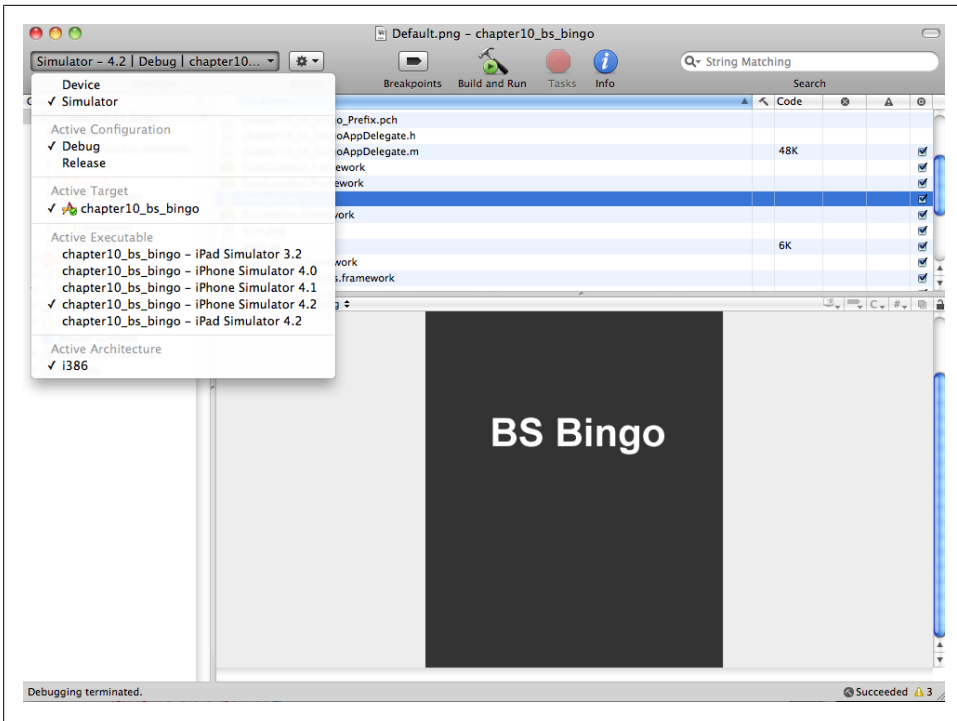 Default.png – chapter10_bs_bingo
Simulator – 4.2 | Debug | chapter10...
String Matching
Breakpoints Build and Run Tasks Info Search
Device
✓ Simulator
Active Configuration
✓ Debug
Release
Active Target
✓ chapter10_bs_bingo
Active Executable
chapter10_bs_bingo – iPad Simulator 3.2
chapter10_bs_bingo – iPhone Simulator 4.0
chapter10_bs_bingo – iPhone Simulator 4.1
✓ chapter10_bs_bingo – iPhone Simulator 4.2
chapter10_bs_bingo – iPad Simulator 4.2
Active Architecture
✓ i386
Code
o_Prefix.pch
oAppDelegate.h
oAppDelegate.m 48K
ework
ework
work
6K
work
s.framework
g
C #
BS Bingo
Debugging terminated.
Succeeded 3